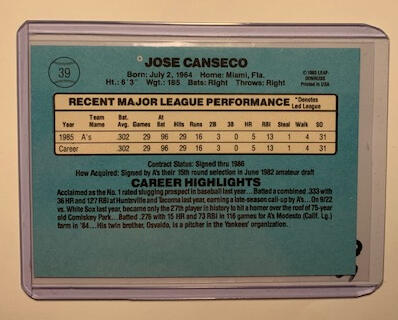 39
JOSE CANSECO
Born: July 2, 1964 Home: Miami, Fla.
Ht: 6'3" Wgt: 185 Bats: Right Throws: Right
© 1985 LEAF-
DONRUSS
Printed in USA
RECENT MAJOR LEAGUE PERFORMANCE *Denotes Led League
Year Team Name Bat. Avg. Games At Bat Hits Runs 2B 3B HR RBI Steal Walk SO
1985 A's .302 29 96 29 16 3 0 5 13 1 4 31
Career .302 29 96 29 16 3 0 5 13 1 4 31
Contract Status: Signed thru 1986
How Acquired: Signed by A's their 15th round selection in June 1982 amateur draft
CAREER HIGHLIGHTS
Acclaimed as the No. 1 rated slugging prospect in baseball last year... Batted a combined .333 with
36 HR and 127 RBI at Huntsville and Tacoma last year, earning a late-season call-up by A's... On 9/22
vs. White Sox last year, became only the 27th player in history to hit a homer over the roof of 75-year
old Comiskey Park... Batted .276 with 15 HR and 73 RBI in 116 games for A's Modesto (Calif. Lg.)
farm in '84... His twin brother, Osvaldo, is a pitcher in the Yankees' organization.